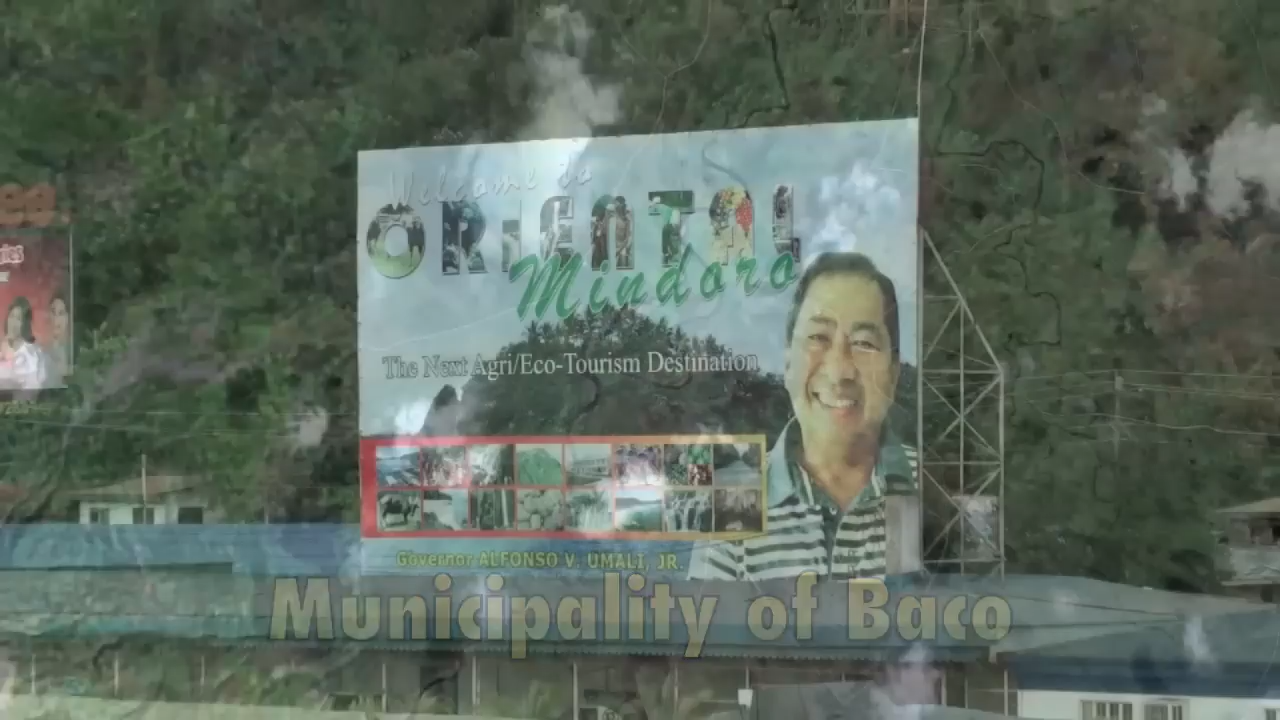 Welcome to
ORIENTAL
Mindoro
The Next Agri/Eco-Tourism Destination
Governor ALFONSO V. UMALI, JR.
Municipality of Baco